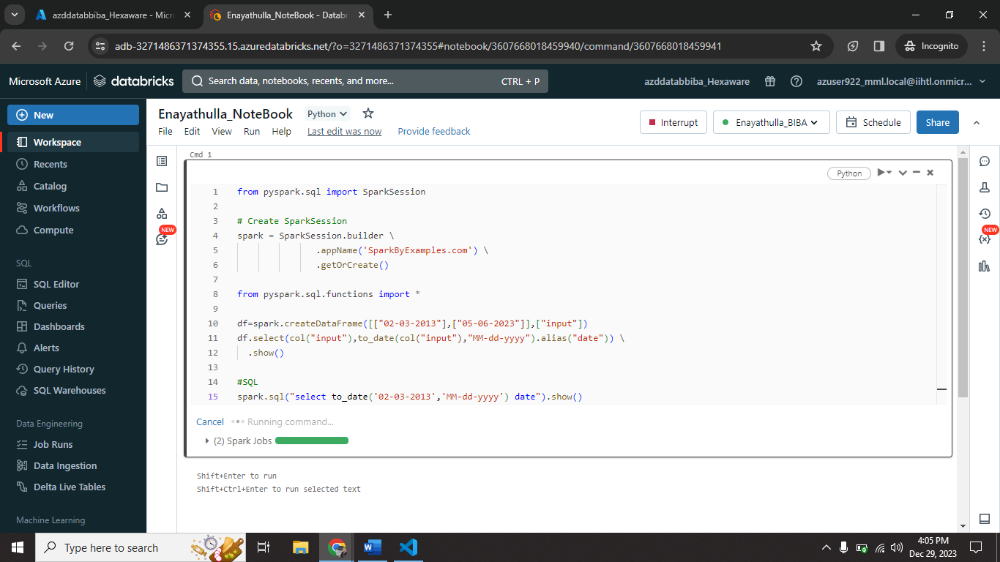 azddatabbiba_Hexaware - Micr
Enayathulla_NoteBook - Databr
adb-3271486371374355.15.azuredatabricks.net/?o=3271486371374355#notebook/3607668018459940/command/3607668018459941
Incognito
Microsoft Azure
databricks
Search data, notebooks, recents, and more...
CTRL + P
azddatabbiba_Hexaware
azuser922_mml.local@iihtl.onmicr...
New
Workspace
Recents
Catalog
Workflows
Compute
SQL
SQL Editor
Queries
Dashboards
Alerts
Query History
SQL Warehouses
Data Engineering
Job Runs
Data Ingestion
Delta Live Tables
Machine Learning
Enayathulla_NoteBook
Python
File Edit View Run Help Last edit was now Provide feedback
Interrupt
Enayathulla_BIBA
Schedule
Share
NEW
NEW
Cmd 1
Python
1 from pyspark.sql import SparkSession
2
3 # Create SparkSession
4 spark = SparkSession.builder \
5 .appName('SparkByExamples.com') \
6 .getOrCreate()
7
8 from pyspark.sql.functions import *
9
10 df=spark.createDataFrame([["02-03-2013"],["05-06-2023"]],["input"])
11 df.select(col("input"),to_date(col("input"),"MM-dd-yyyy").alias("date")) \
12 .show()
13
14 #SQL
15 spark.sql("select to_date('02-03-2013','MM-dd-yyyy') date").show()
Cancel Running command...
(2) Spark Jobs
Shift+Enter to run
Shift+Ctrl+Enter to run selected text
Type here to search
4:05 PM
Dec 29, 2023